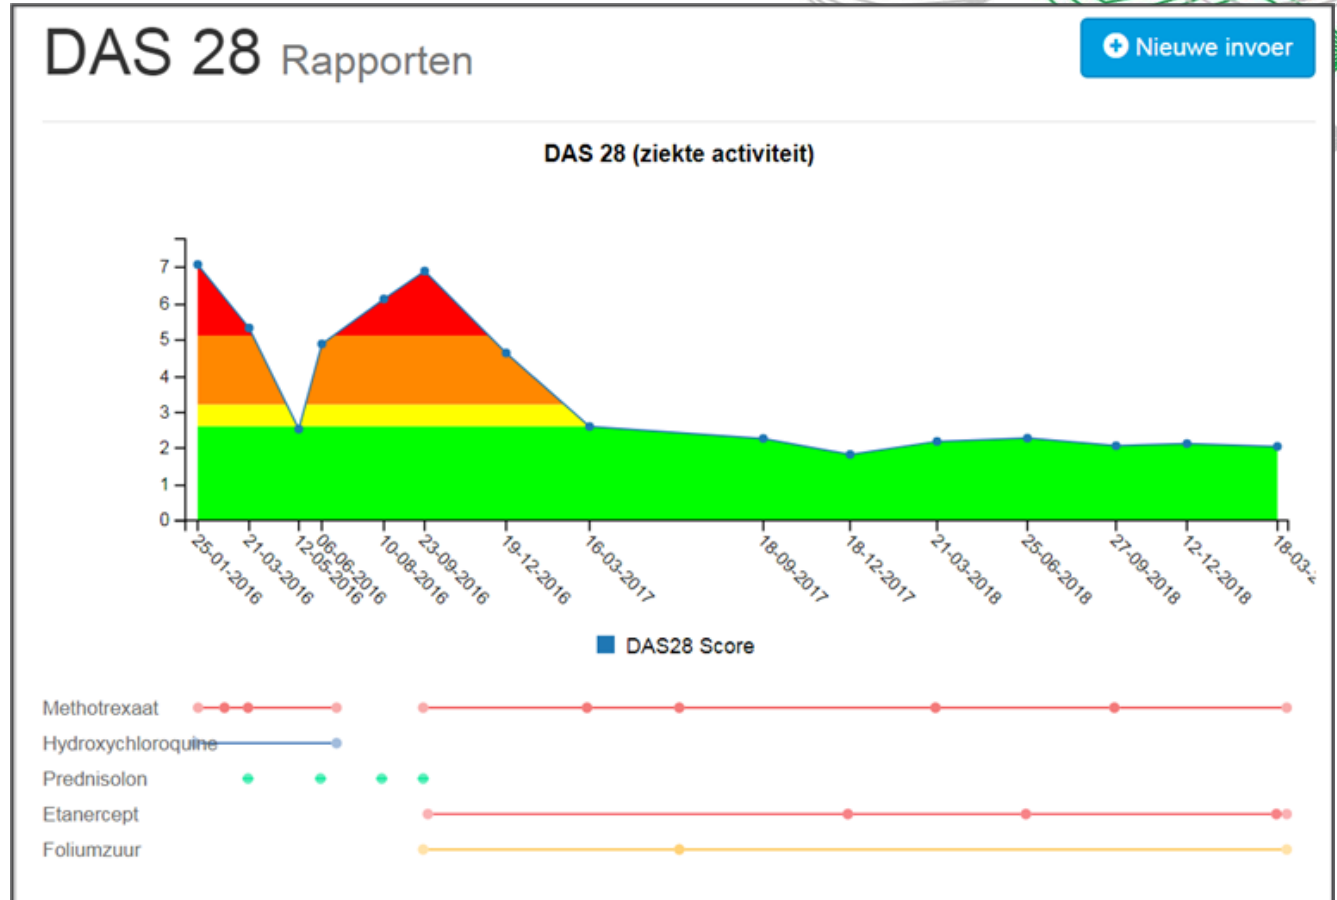 DAS 28 Rapporten
Nieuwe invoer
DAS 28 (ziekte activiteit)
7
6
5
4
3
2
1
0
25-01-2016
21-03-2016
12-05-2016
06-06-2016
10-08-2016
23-09-2016
19-12-2016
16-03-2017
18-09-2017
18-12-2017
21-03-2018
25-06-2018
27-09-2018
12-12-2018
18-03-
DAS28 Score
Methotrexaat
Hydroxychloroquine
Prednisolon
Etanercept
Foliumzuur